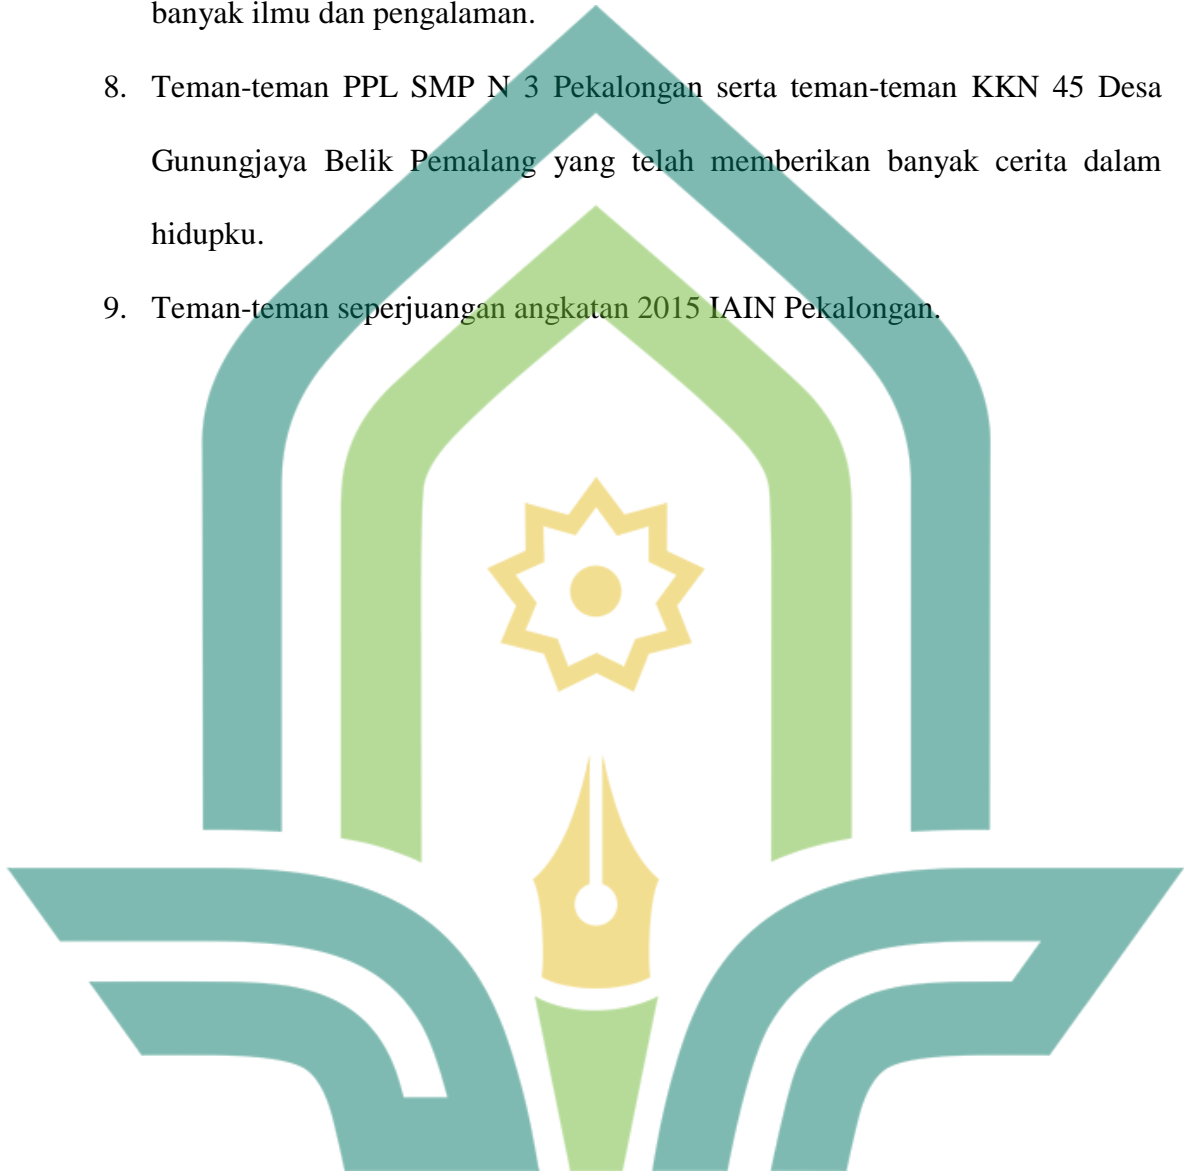 banyak ilmu dan pengalaman.
8. Teman-teman PPL SMP N 3 Pekalongan serta teman-teman KKN 45 Desa
Gunungjaya Belik Pemalang yang telah memberikan banyak cerita dalam
hidupku.
9. Teman-teman seperjuangan angkatan 2015 IAIN Pekalongan.